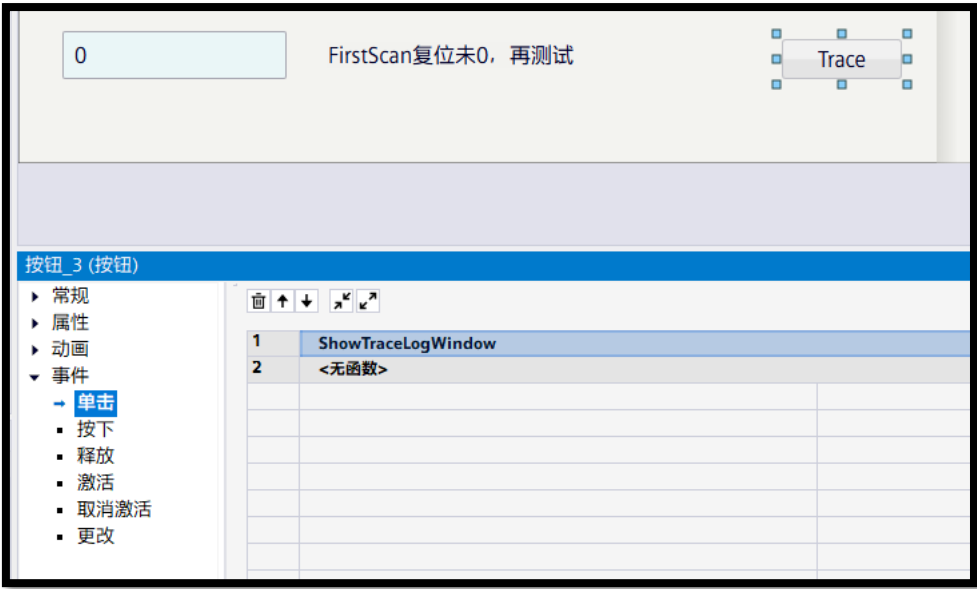 0
FirstScan复位未0，再测试
Trace
按钮_3 (按钮)
常规
属性
动画
事件
单击
按下
释放
激活
取消激活
更改
1 ShowTraceLogWindow
2 <无函数>